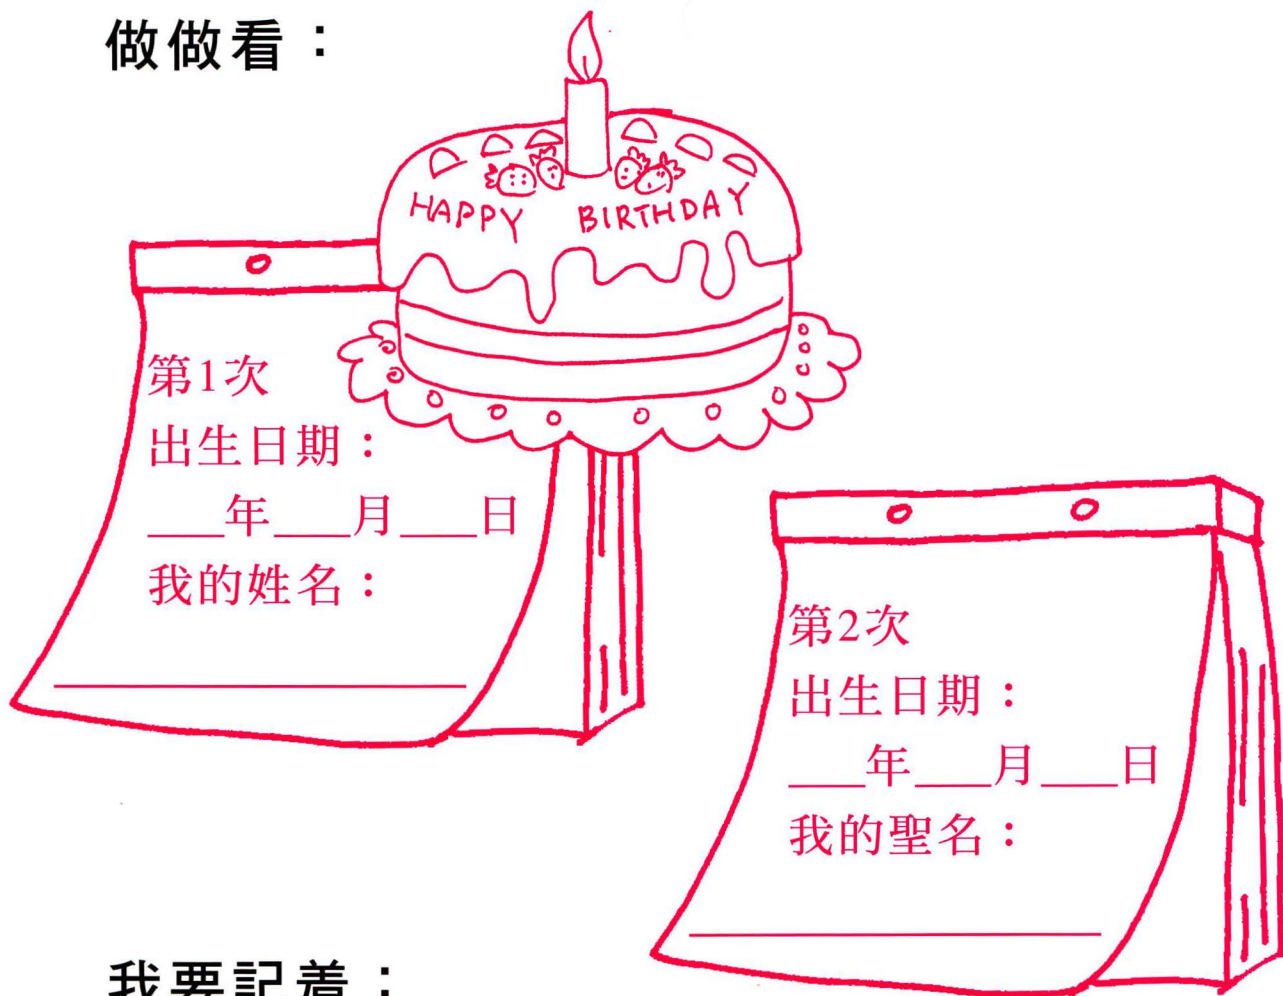 做做看：
HAPPY BIRTHDAY
第1次
出生日期：
___年___月___日
我的姓名：
第2次
出生日期：
___年___月___日
我的聖名：
我要記着：